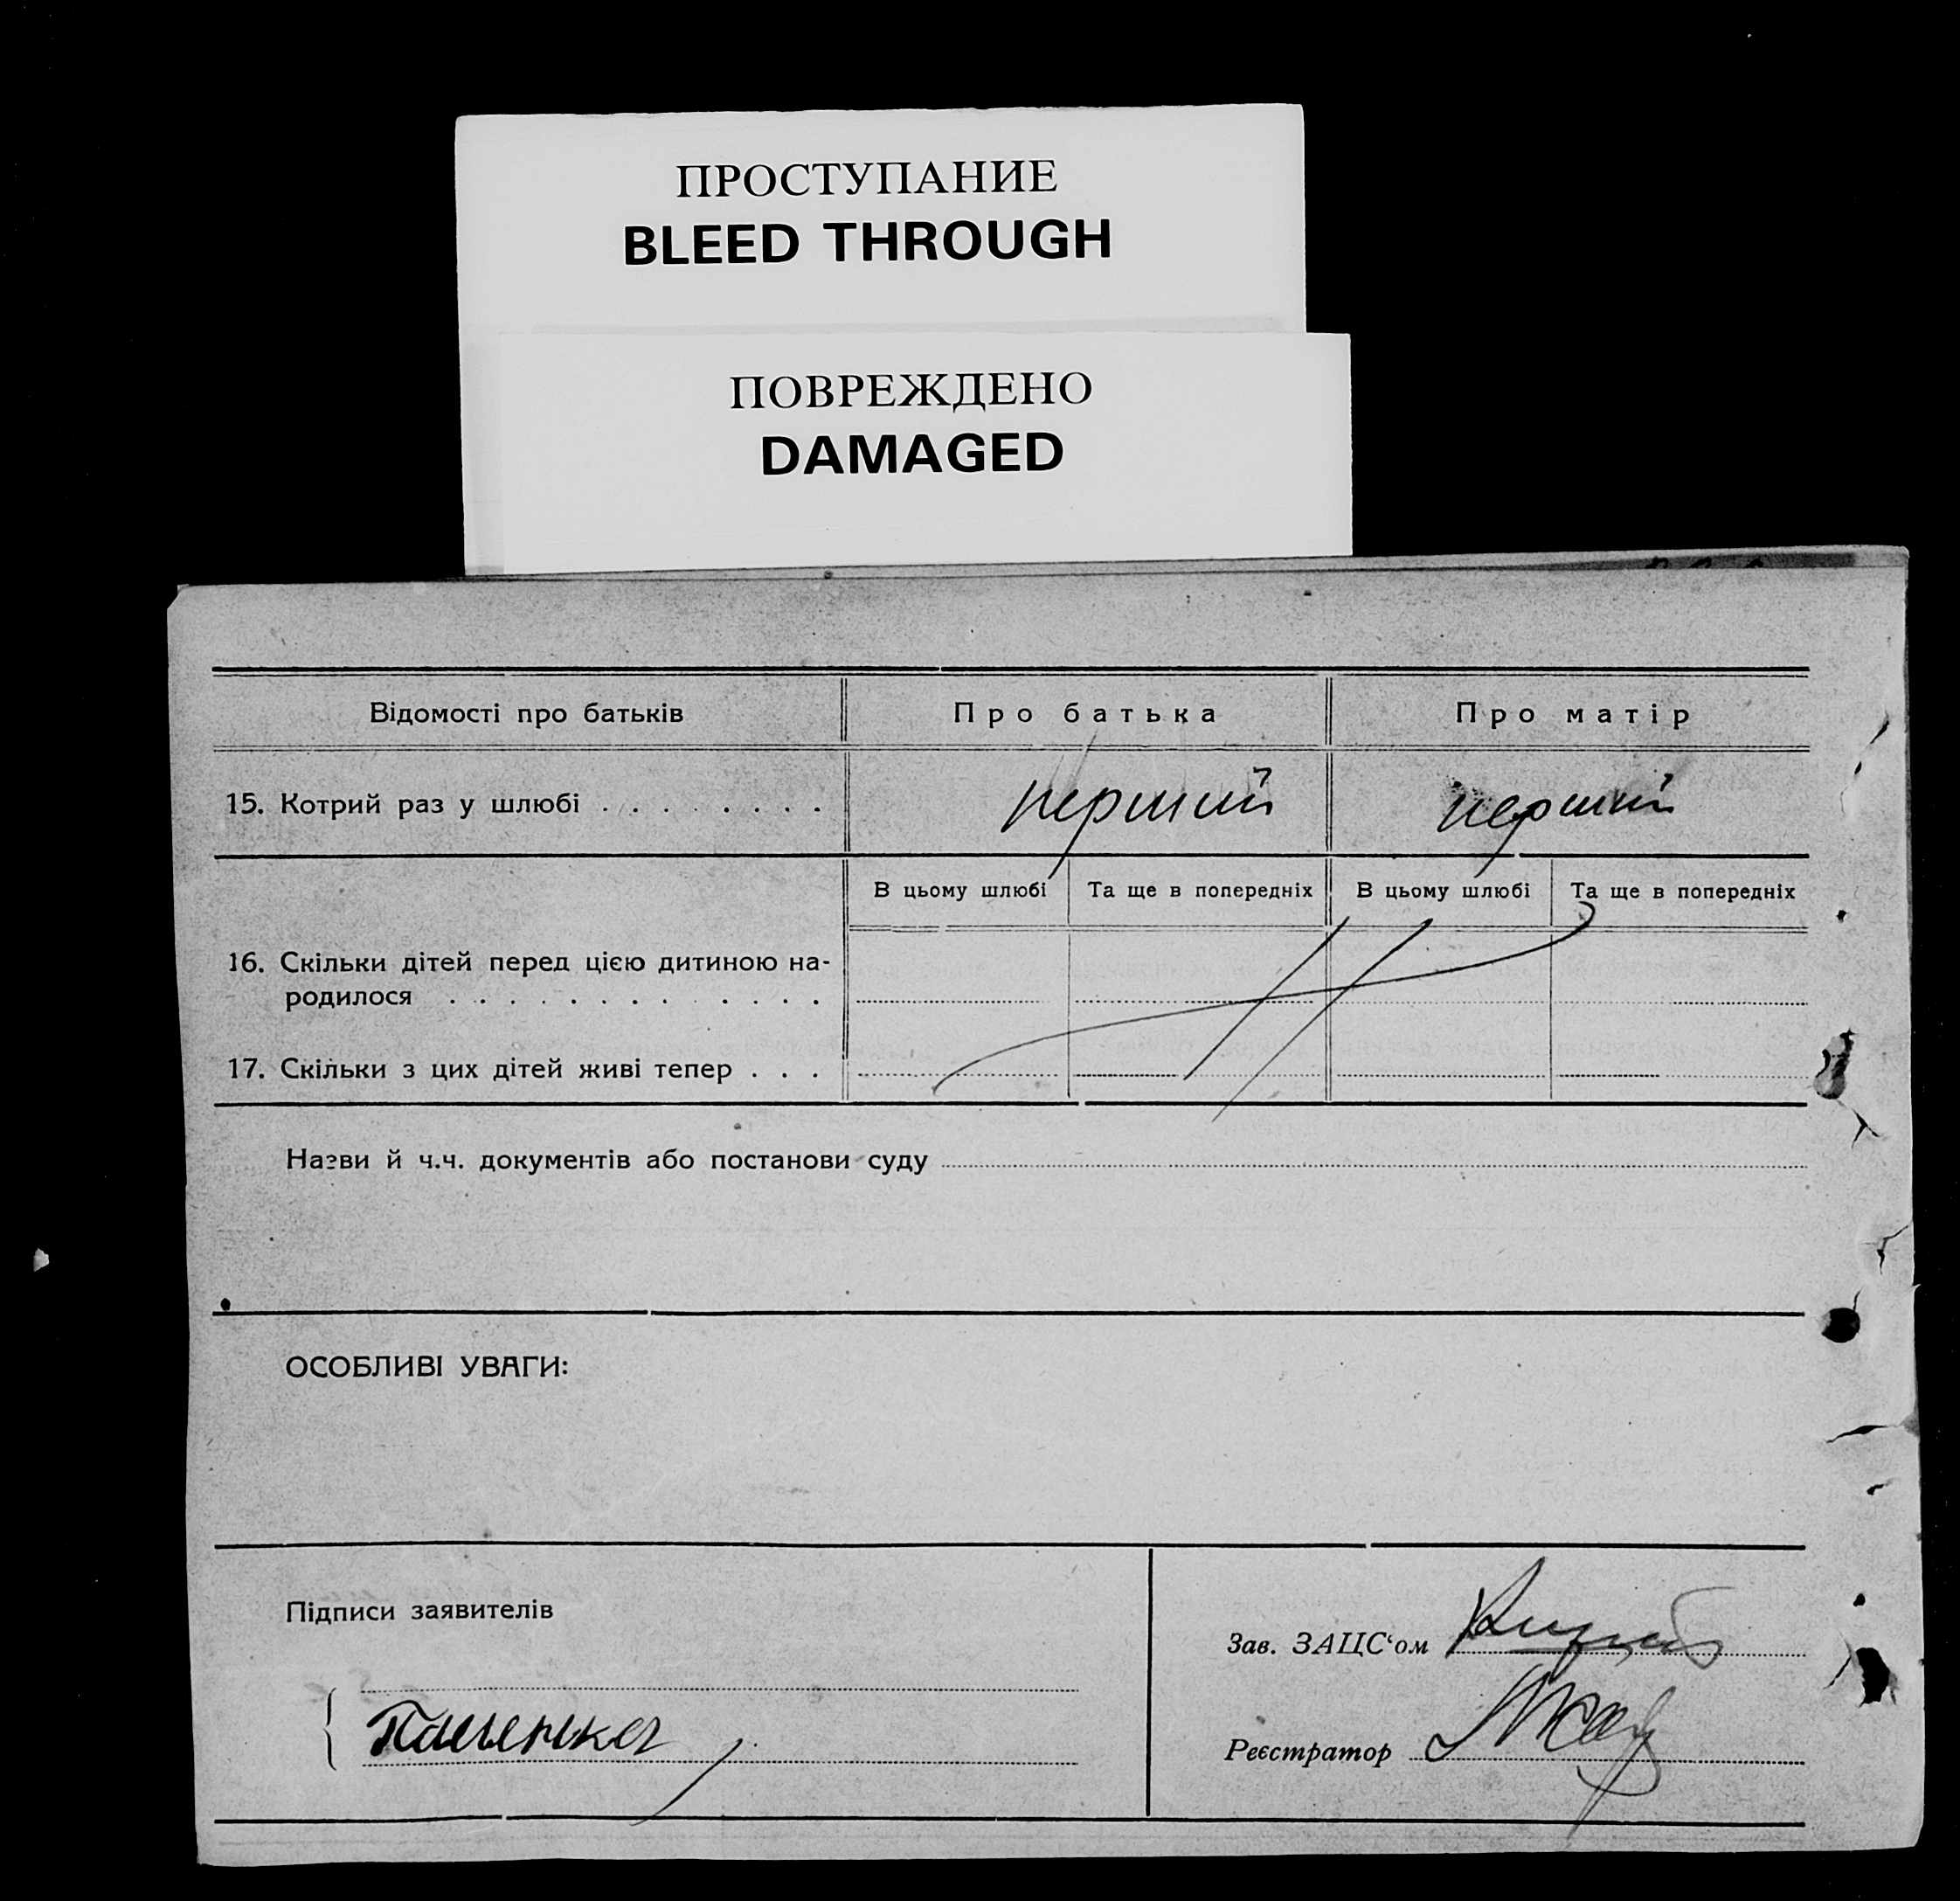 ПРОСТУПАНИЕ
BLEED THROUGH
ПОВРЕЖДЕНО
DAMAGED
Відомості про батьків Про батька Про матір
15. Котрий раз у шлюбі . . . . . . . . перший перший
В цьому шлюбі Та ще в попередніх В цьому шлюбі Та ще в попередніх
16. Скільки дітей перед цією дитиною на-
родилося . . . . . . . . . . . . .
17. Скільки з цих дітей живі тепер . . .
Назви й ч.ч. документів або постанови суду
ОСОБЛИВІ УВАГИ:
Підписи заявителів
Зав. ЗАЦС‘ом
Реєстратор